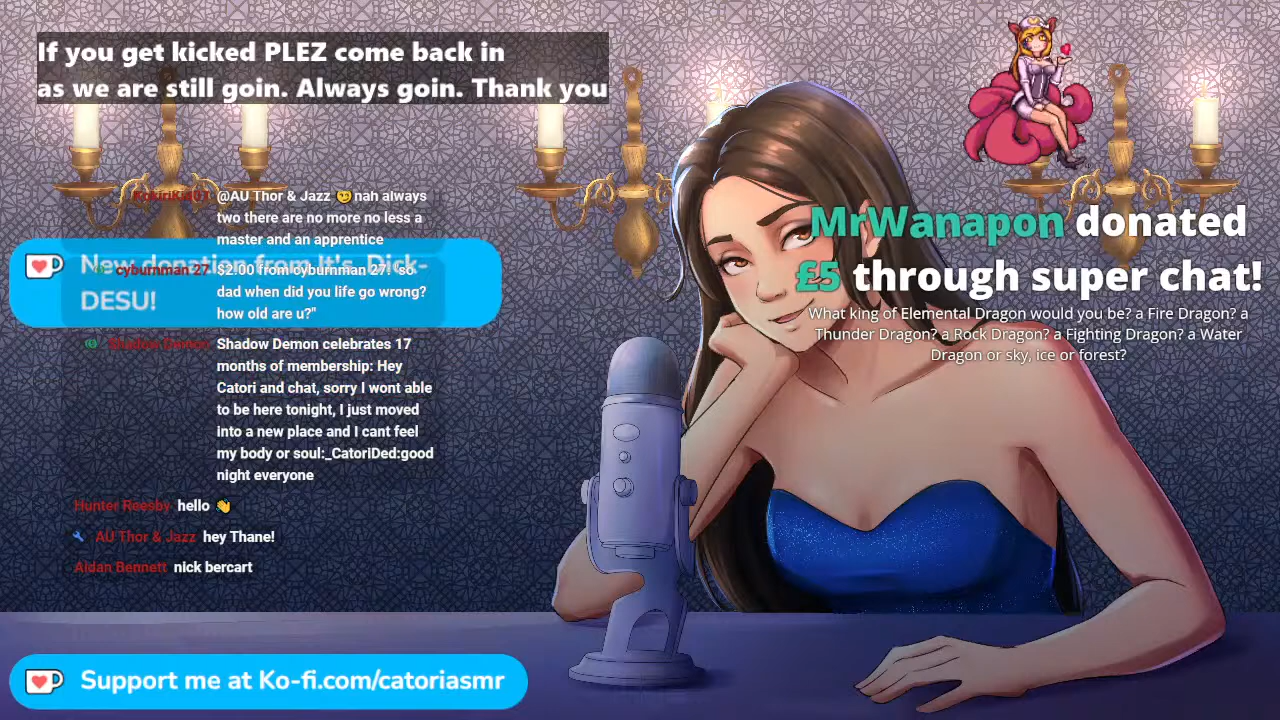 If you get kicked PLEZ come back in
as we are still goin. Always goin. Thank you
@AU Thor & Jazz 😏 nah always
two there are no more no less a
master and an apprentice
New donation from It's_Dick-
DESU!
cyburnman 27 $2.00 from cyburnman 27! "so
dad when did you life go wrong?
how old are u?"
Shadow Demon Shadow Demon celebrates 17
months of membership: Hey
Catori and chat, sorry I wont able
to be here tonight, I just moved
into a new place and I cant feel
my body or soul:_CatoriDed:good
night everyone
Hunter Reesby hello 👋
AU Thor & Jazz hey Thane!
Aidan Bennett nick bercart
Support me at Ko-fi.com/catoriasmr
MrWanapon donated
£5 through super chat!
What king of Elemental Dragon would you be? a Fire Dragon? a
Thunder Dragon? a Rock Dragon? a Fighting Dragon? a Water
Dragon or sky, ice or forest?